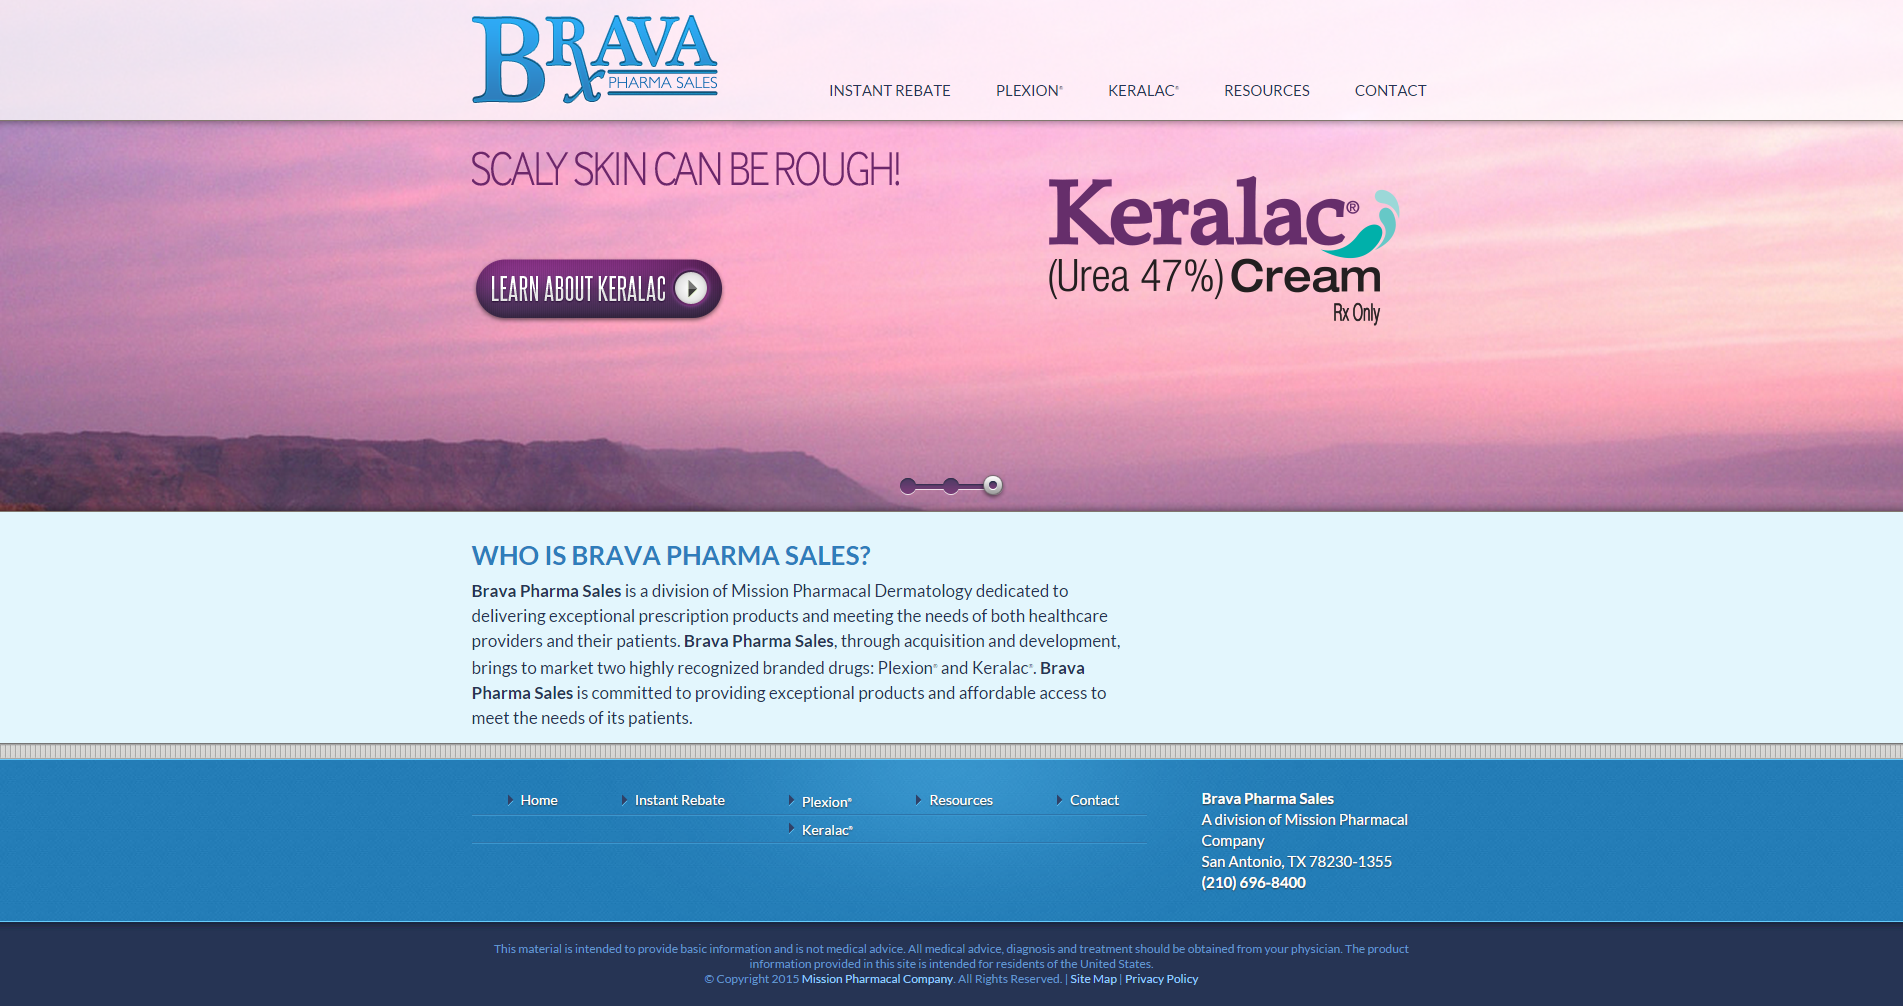 BRAVA
Rx PHARMA SALES
INSTANT REBATE PLEXION® KERALAC® RESOURCES CONTACT
SCALY SKIN CAN BE ROUGH!
LEARN ABOUT KERALAC
Keralac®
(Urea 47%) Cream
Rx Only
WHO IS BRAVA PHARMA SALES?
Brava Pharma Sales is a division of Mission Pharmacal Dermatology dedicated to
delivering exceptional prescription products and meeting the needs of both healthcare
providers and their patients. Brava Pharma Sales, through acquisition and development,
brings to market two highly recognized branded drugs: Plexion® and Keralac®. Brava
Pharma Sales is committed to providing exceptional products and affordable access to
meet the needs of its patients.
Home Instant Rebate Plexion® Resources Contact
Keralac®
Brava Pharma Sales
A division of Mission Pharmacal
Company
San Antonio, TX 78230-1355
(210) 696-8400
This material is intended to provide basic information and is not medical advice. All medical advice, diagnosis and treatment should be obtained from your physician. The product
information provided in this site is intended for residents of the United States.
© Copyright 2015 Mission Pharmacal Company. All Rights Reserved. | Site Map | Privacy Policy